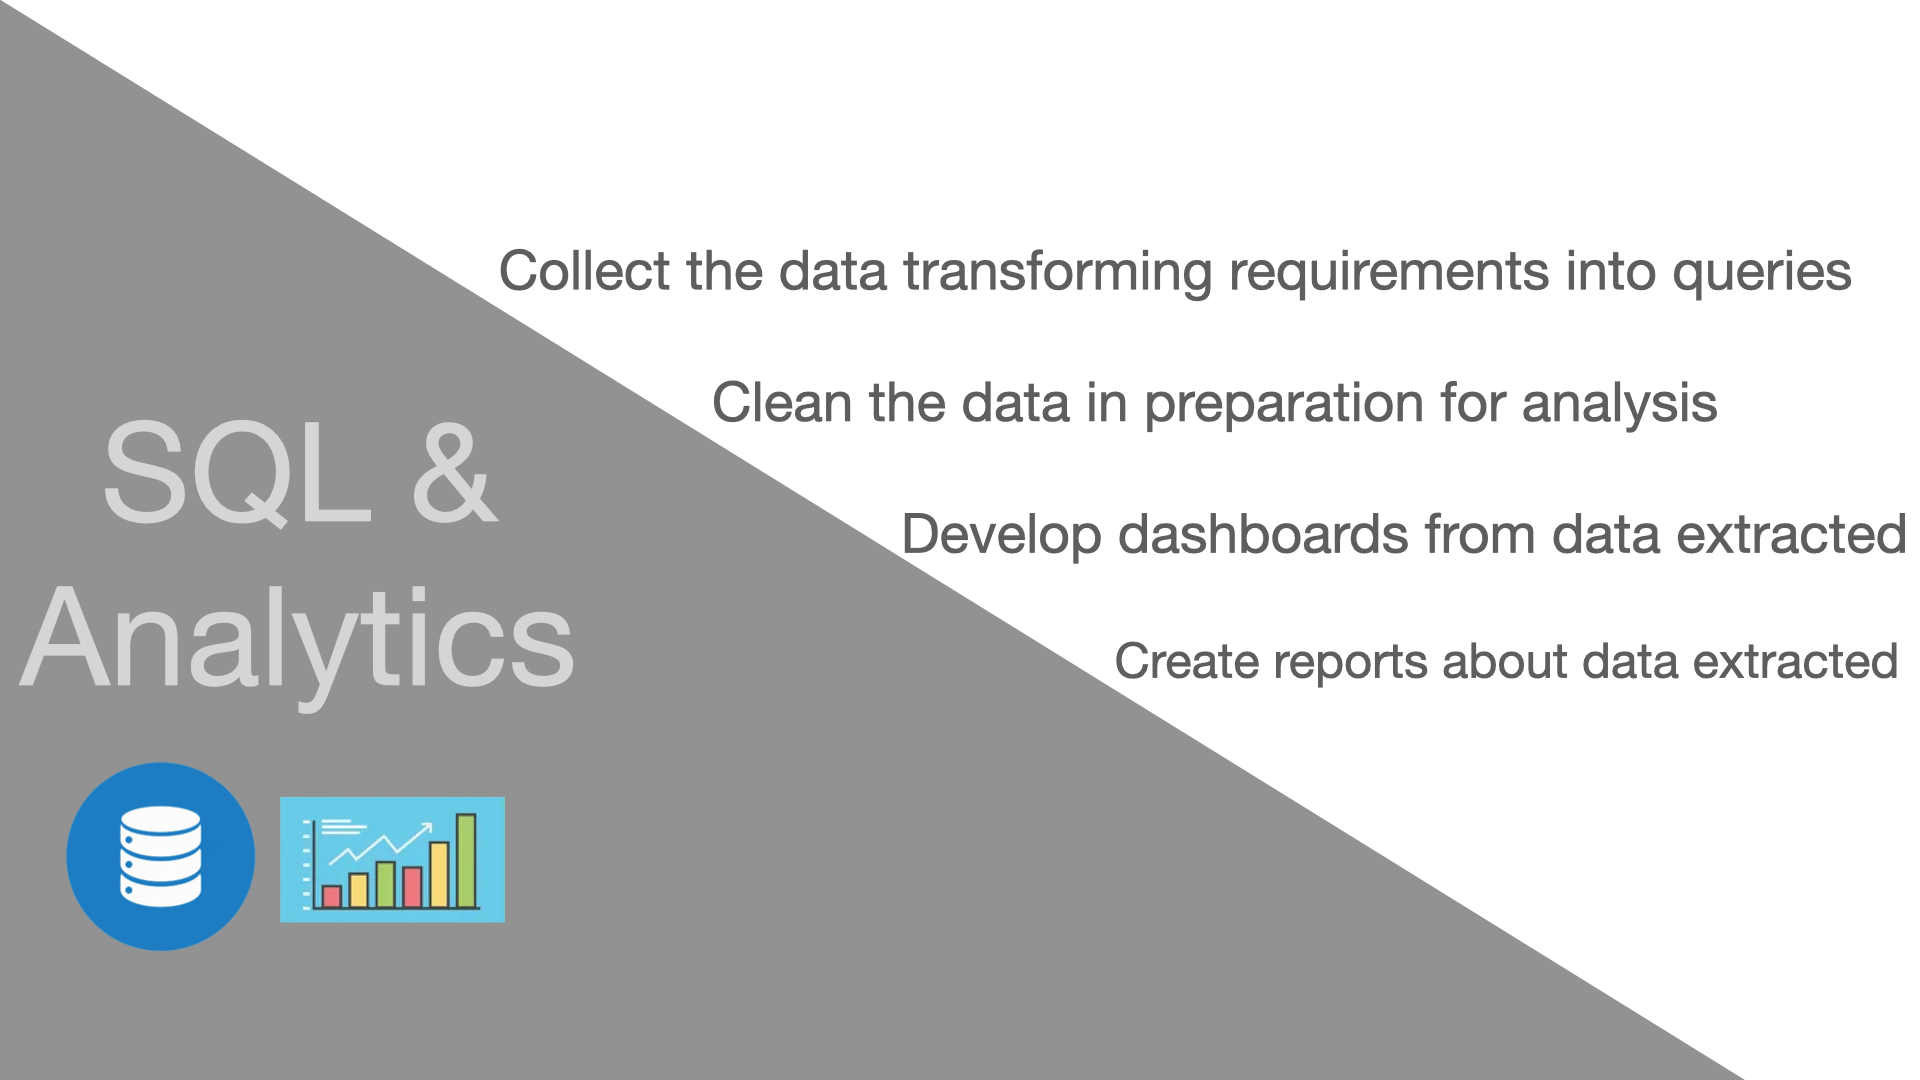 SQL &
Analytics
Collect the data transforming requirements into queries
Clean the data in preparation for analysis
Develop dashboards from data extracted
Create reports about data extracted